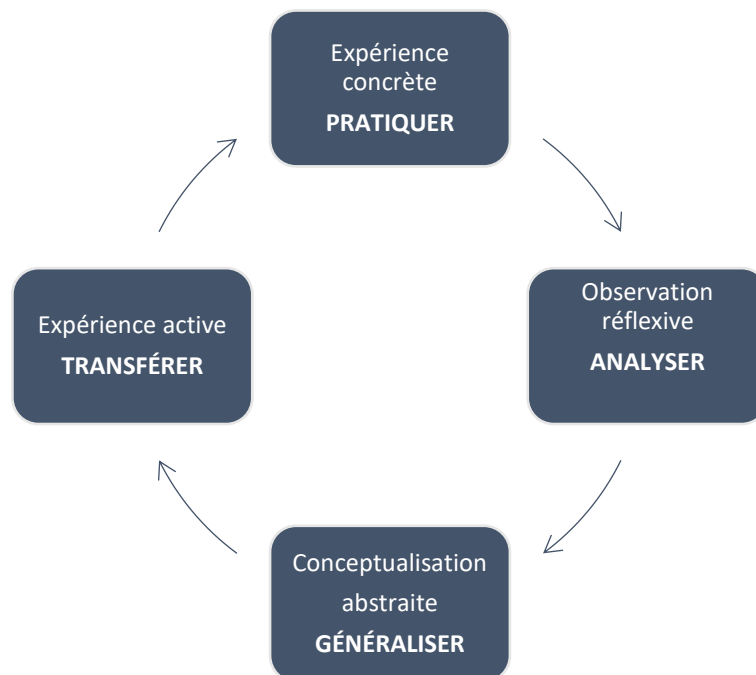 Expérience
concrète
PRATIQUER
Observation
réflexive
ANALYSER
Conceptualisation
abstraite
GÉNÉRALISER
Expérience active
TRANSFÉRER